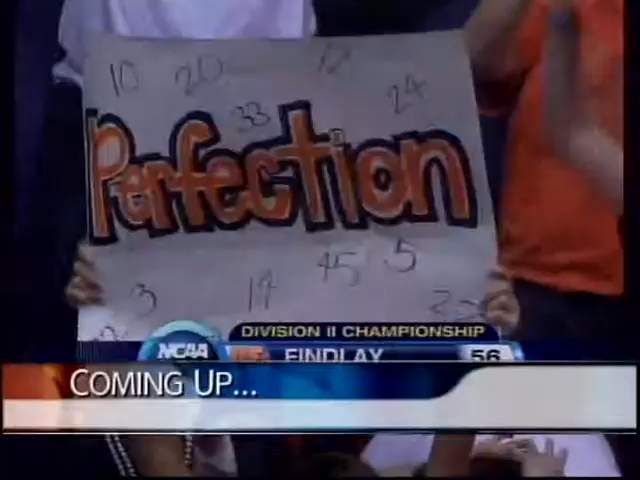 10 20 12
33 24
Perfection
3 14 45 5
DIVISION II CHAMPIONSHIP
NCAA FINDLAY 56
COMING UP...